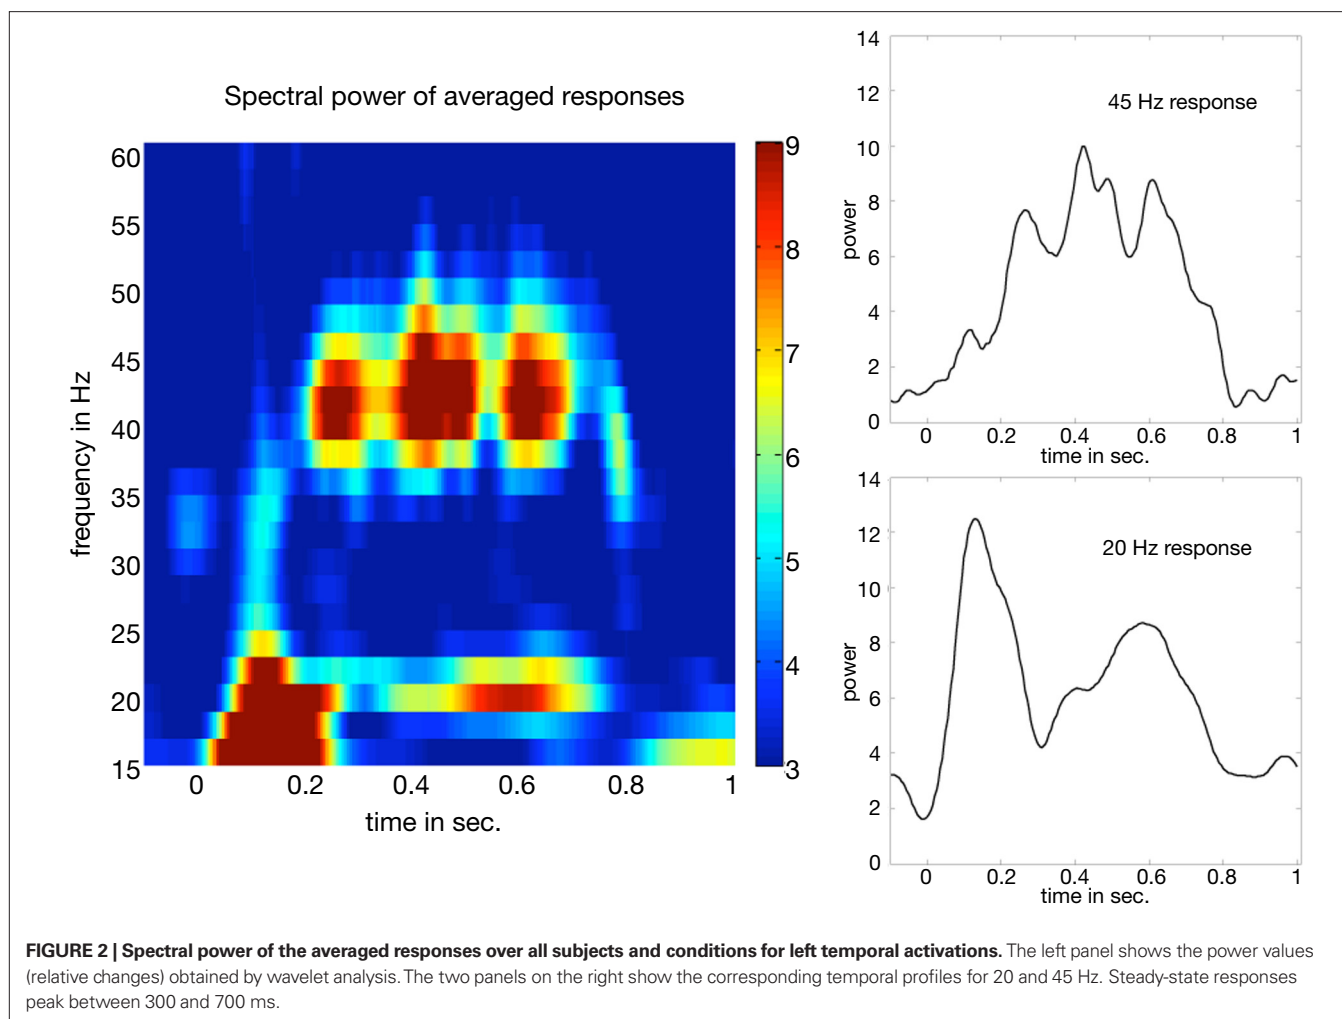 Spectral power of averaged responses
60
55
50
45
40
35
30
25
20
15
frequency in Hz
0 0.2 0.4 0.6 0.8 1
time in sec.
9
8
7
6
5
4
3
14
12
10
8
6
4
2
0
power
45 Hz response
0 0.2 0.4 0.6 0.8 1
time in sec.
14
12
10
8
6
4
2
0
power
20 Hz response
0 0.2 0.4 0.6 0.8 1
time in sec.
FIGURE 2 | Spectral power of the averaged responses over all subjects and conditions for left temporal activations. The left panel shows the power values
(relative changes) obtained by wavelet analysis. The two panels on the right show the corresponding temporal profiles for 20 and 45 Hz. Steady-state responses
peak between 300 and 700 ms.